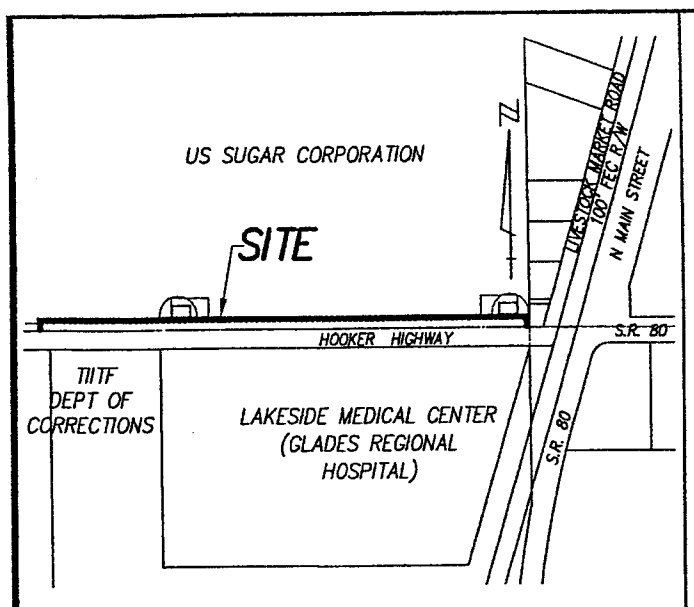 US SUGAR CORPORATION
SITE
N
LIVESTOCK MARKET ROAD
100' FEC R/W
N MAIN STREET
HOOKER HIGHWAY
S.R. 80
TIITF
DEPT OF
CORRECTIONS
LAKESIDE MEDICAL CENTER
(GLADES REGIONAL
HOSPITAL)
S.R. 80